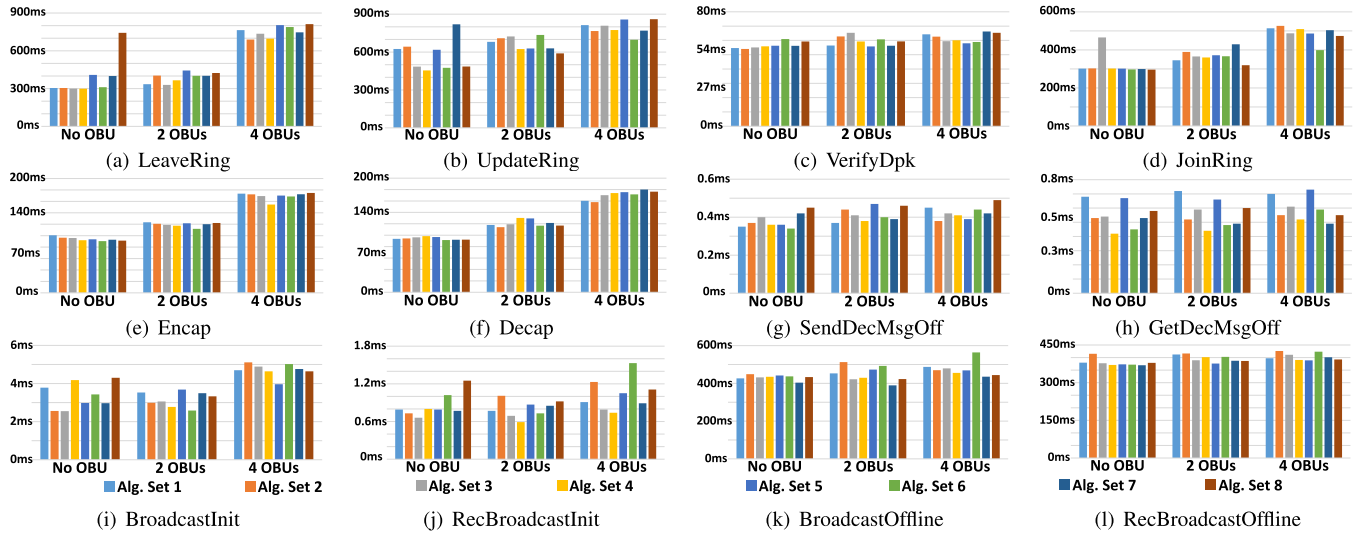 900ms
600ms
300ms
0ms
No OBU 2 OBUs 4 OBUs
(a) LeaveRing
900ms
600ms
300ms
0ms
No OBU 2 OBUs 4 OBUs
(b) UpdateRing
80ms
54ms
27ms
0ms
No OBU 2 OBUs 4 OBUs
(c) VerifyDpk
600ms
400ms
200ms
0ms
No OBU 2 OBUs 4 OBUs
(d) JoinRing
200ms
140ms
70ms
0ms
No OBU 2 OBUs 4 OBUs
(e) Encap
200ms
140ms
70ms
0ms
No OBU 2 OBUs 4 OBUs
(f) Decap
0.6ms
0.4ms
0.2ms
0ms
No OBU 2 OBUs 4 OBUs
(g) SendDecMsgOff
0.8ms
0.5ms
0.3ms
0ms
No OBU 2 OBUs 4 OBUs
(h) GetDecMsgOff
6ms
4ms
2ms
0ms
No OBU 2 OBUs 4 OBUs
1.8ms
1.2ms
0.6ms
0ms
No OBU 2 OBUs 4 OBUs
600ms
400ms
200ms
0ms
No OBU 2 OBUs 4 OBUs
450ms
300ms
150ms
0ms
No OBU 2 OBUs 4 OBUs
Alg. Set 1 Alg. Set 2 Alg. Set 3 Alg. Set 4 Alg. Set 5 Alg. Set 6 Alg. Set 7 Alg. Set 8
(i) BroadcastInit
(j) RecBroadcastInit
(k) BroadcastOffline
(l) RecBroadcastOffline